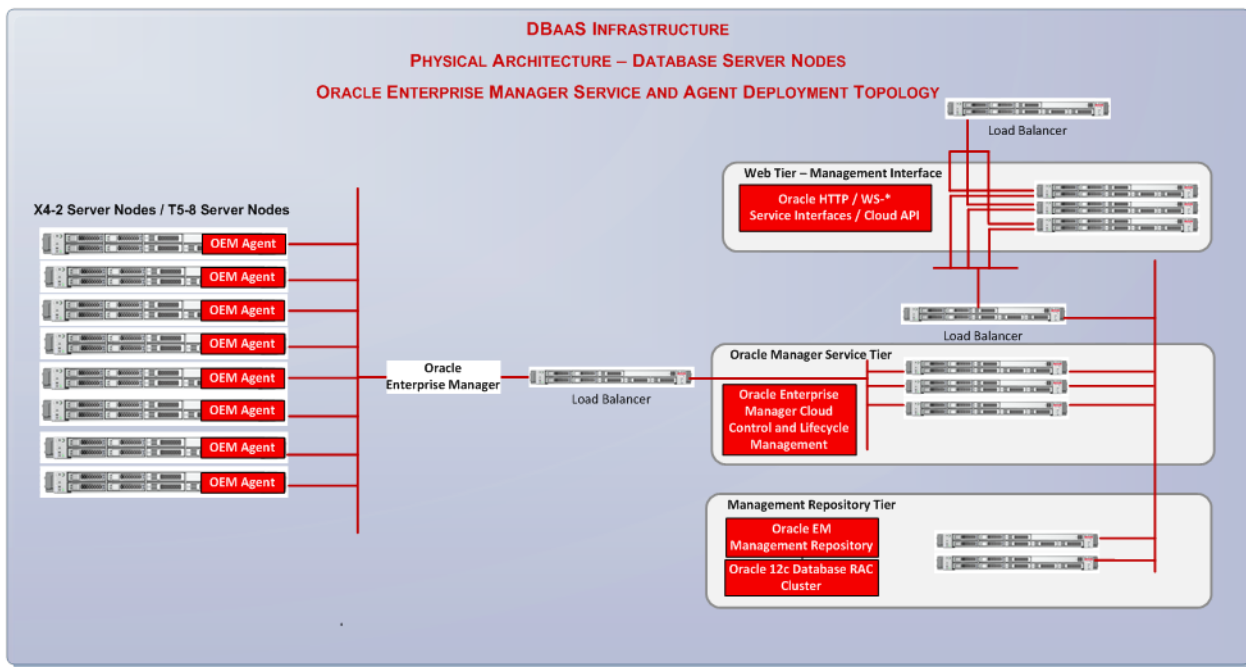 DBAAS INFRASTRUCTURE
PHYSICAL ARCHITECTURE – DATABASE SERVER NODES
ORACLE ENTERPRISE MANAGER SERVICE AND AGENT DEPLOYMENT TOPOLOGY
Load Balancer
Web Tier – Management Interface
Oracle HTTP / WS-*
Service Interfaces / Cloud API
X4-2 Server Nodes / T5-8 Server Nodes
OEM Agent
OEM Agent
OEM Agent
OEM Agent
OEM Agent
OEM Agent
OEM Agent
OEM Agent
Oracle
Enterprise Manager
Load Balancer
Load Balancer
Oracle Manager Service Tier
Oracle Enterprise
Manager Cloud
Control and Lifecycle
Management
Management Repository Tier
Oracle EM
Management Repository
Oracle 12c Database RAC
Cluster